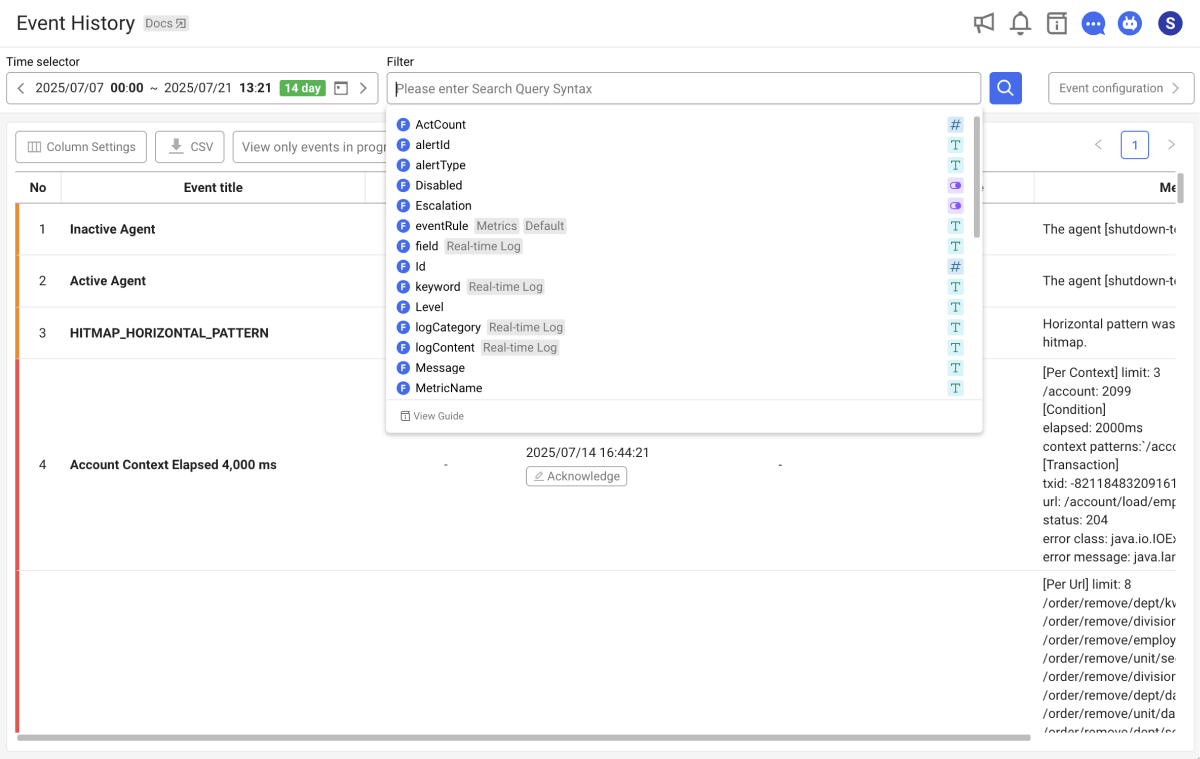 Event History Docs
S
Time selector
Filter
2025/07/07 00:00 ~ 2025/07/21 13:21 14 day
Please enter Search Query Syntax
Event configuration
Column Settings
CSV
View only events in progr
1
No
Event title
Me
F ActCount #
F alertId T
F alertType T
F Disabled
F Escalation
F eventRule Metrics Default T
F field Real-time Log T
F Id #
F keyword Real-time Log T
F Level T
F logCategory Real-time Log T
F logContent Real-time Log T
F Message T
F MetricName T
View Guide
1 Inactive Agent
The agent [shutdown-t
2 Active Agent
The agent [shutdown-t
3 HITMAP_HORIZONTAL_PATTERN
Horizontal pattern was
hitmap.
4 Account Context Elapsed 4,000 ms
-
2025/07/14 16:44:21
Acknowledge
-
[Per Context] limit: 3
/account: 2099
[Condition]
elapsed: 2000ms
context patterns:`/acc
[Transaction]
txid: -82118483209161
url: /account/load/emp
status: 204
error class: java.io.IOEx
error message: java.lan
[Per Url] limit: 8
/order/remove/dept/kw
/order/remove/division
/order/remove/employ
/order/remove/unit/se
/order/remove/division
/order/remove/dept/da
/order/remove/unit/da
/order/remove/dept/se